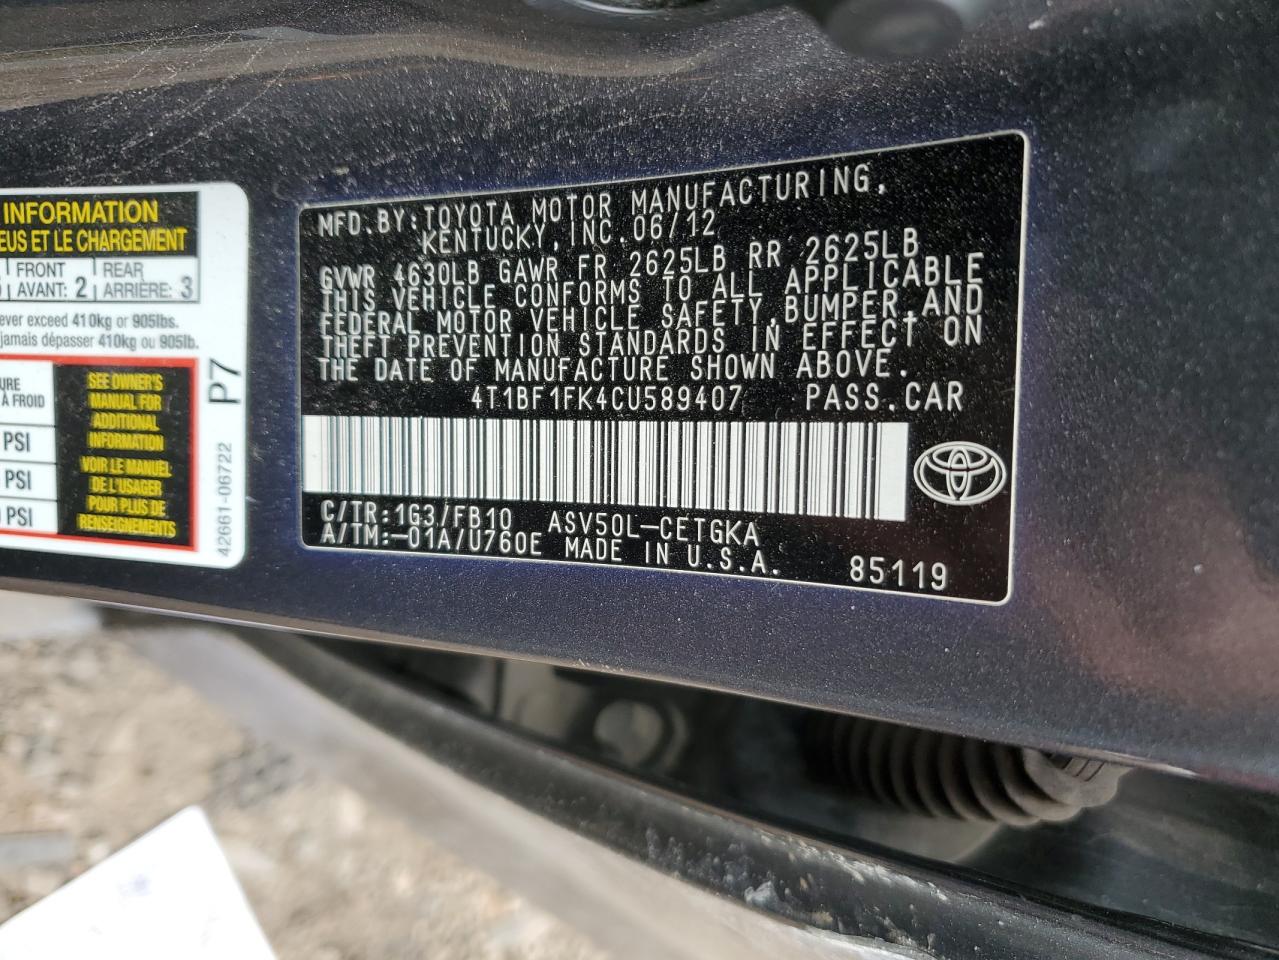 INFORMATION
EUS ET LE CHARGEMENT
FRONT
AVANT: 2
REAR
ARRIÈRE: 3
ever exceed 410kg or 905lbs.
jamais dépasser 410kg ou 905lb.
À FROID
PSI
PSI
PSI
SEE OWNER'S
MANUAL FOR
ADDITIONAL
INFORMATION
VOIR LE MANUEL
DE L'USAGER
POUR PLUS DE
RENSEIGNEMENTS
P7
42661-06722
MFD.BY:TOYOTA MOTOR MANUFACTURING,
KENTUCKY,INC.06/12
GVWR 4630LB GAWR FR 2625LB RR 2625LB
THIS VEHICLE CONFORMS TO ALL APPLICABLE
FEDERAL MOTOR VEHICLE SAFETY,BUMPER,AND
THEFT PREVENTION STANDARDS IN EFFECT ON
THE DATE OF MANUFACTURE SHOWN ABOVE.
4T1BF1FK4CU589407 PASS.CAR
C/TR:1G3/FB10 ASV50L-CETGKA
A/TM:-01A/U760E MADE IN U.S.A. 85119